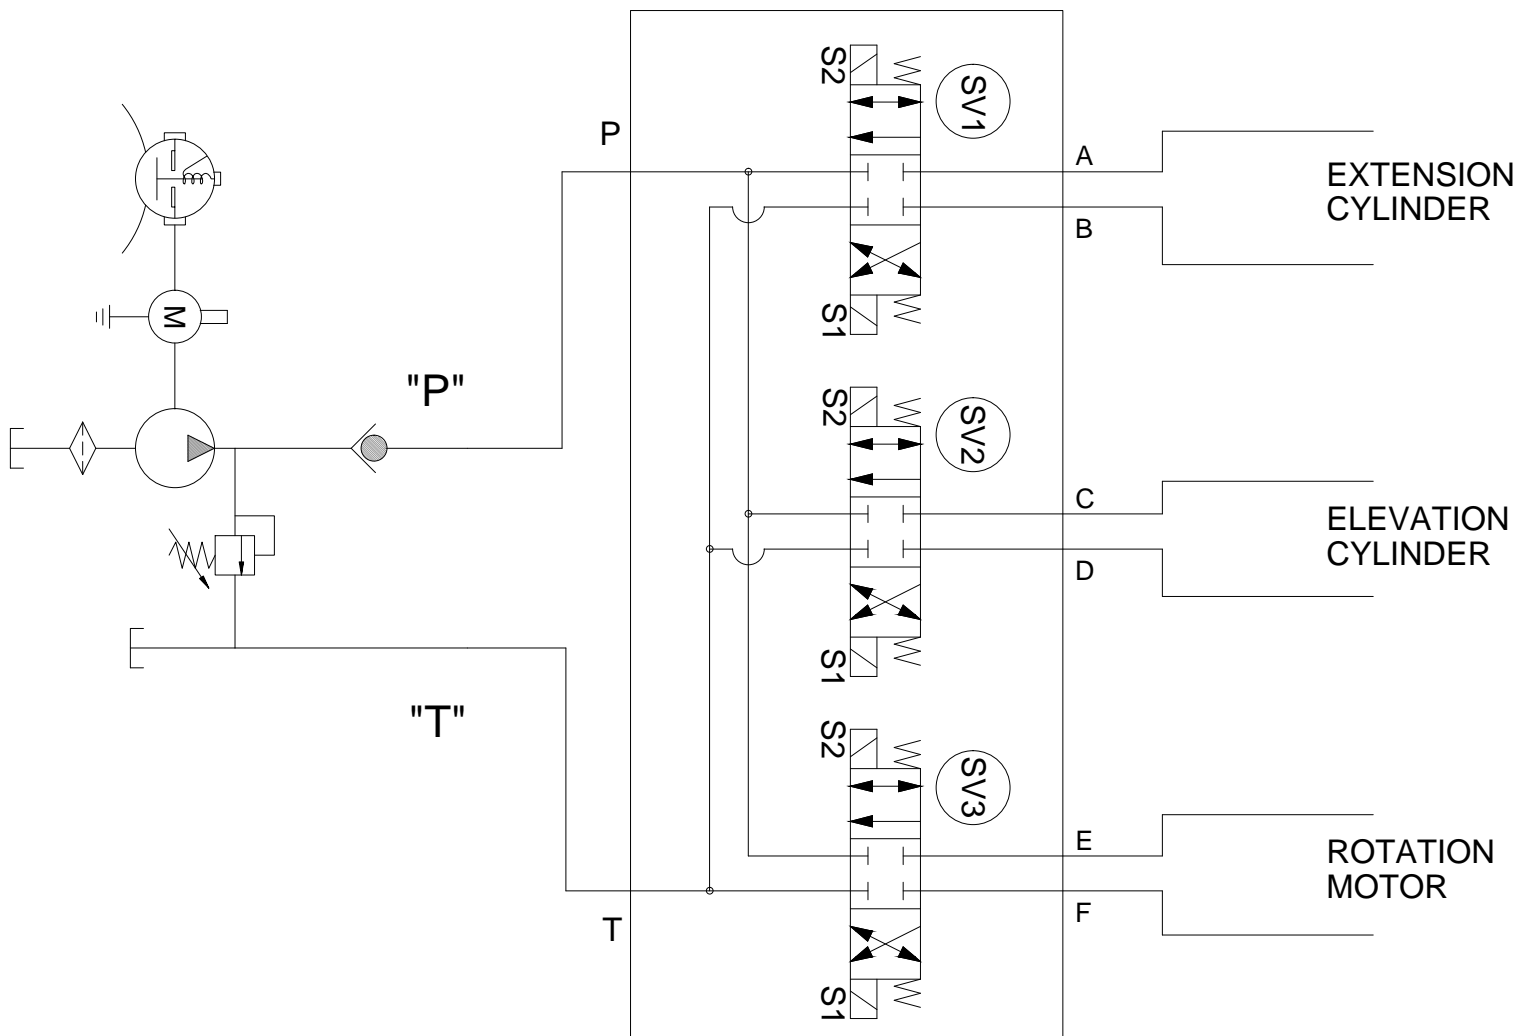 S2
SV1
P
A
EXTENSION
CYLINDER
B
S1
M
"P"
S2
SV2
C
ELEVATION
CYLINDER
D
S1
"T"
S2
SV3
E
ROTATION
MOTOR
F
T
S1